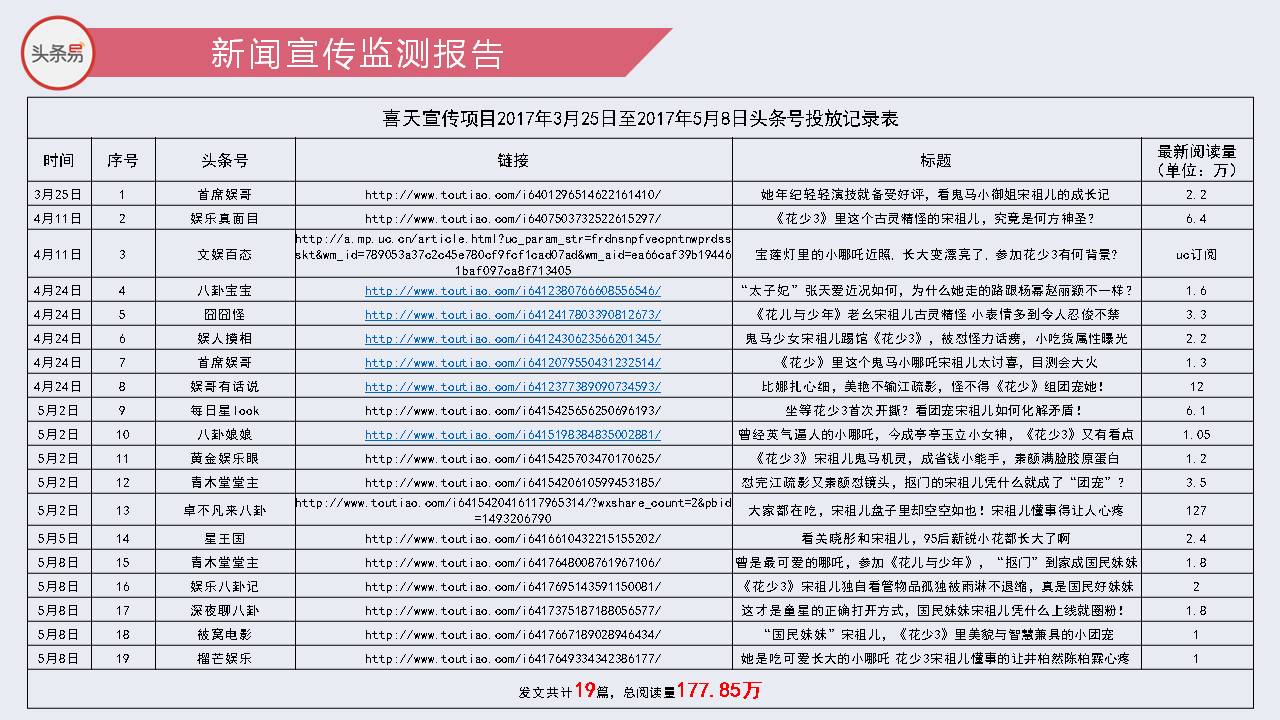 头条易
新闻宣传监测报告
喜天宣传项目2017年3月25日至2017年5月8日头条号投放记录表
时间 序号 头条号 链接 标题 最新阅读量（单位：万）
3月25日 1 首席娱哥 http://www.toutiao.com/i6401296514622161410/ 她年纪轻轻演技就备受好评，看鬼马小御姐宋祖儿的成长记 2.2
4月11日 2 娱乐真面目 http://www.toutiao.com/i6407503732522615297/ 《花少3》里这个古灵精怪的宋祖儿，究竟是何方神圣？ 6.4
4月11日 3 文娱百态 http://a.mp.uc.cn/article.html?uc_param_str=frdnsnpfvecpntnwprdssskt&wm_id=789053a37c2c45e780cf9fcf1cad07ad&wm_aid=ea66caf39b194461baf097ca8f713405 宝莲灯里的小哪吒近照，长大变漂亮了，参加花少3有何背景？ uc订阅
4月24日 4 八卦宝宝 http://www.toutiao.com/i6412380766608556546/ “太子妃”张天爱近况如何，为什么她走的路跟杨幂赵丽颖不一样？ 1.6
4月24日 5 囧囧怪 http://www.toutiao.com/i6412417803390812673/ 《花儿与少年》老幺宋祖儿古灵精怪 小表情多到令人忍俊不禁 3.3
4月24日 6 娱人摸相 http://www.toutiao.com/i6412430623566201345/ 鬼马少女宋祖儿踢馆《花少3》，被怼怪力话痨，小吃货属性曝光 2.2
4月24日 7 首席娱哥 http://www.toutiao.com/i6412079550431232514/ 《花少》里这个鬼马小哪吒宋祖儿太讨喜，目测会大火 1.3
4月24日 8 娱哥有话说 http://www.toutiao.com/i6412377389090734593/ 比娜扎心细，美艳不输江疏影，怪不得《花少》组团宠她！ 12
5月2日 9 每日星look http://www.toutiao.com/i6415425656250696193/ 坐等花少3首次开撕？看团宠宋祖儿如何化解矛盾！ 6.1
5月2日 10 八卦娘娘 http://www.toutiao.com/i6415198384835002881/ 曾经英气逼人的小哪吒，今成亭亭玉立小女神，《花少3》又有看点 1.05
5月2日 11 黄金娱乐眼 http://www.toutiao.com/i6415425703470170625/ 《花少3》宋祖儿鬼马机灵，成省钱小能手，素颜满脸胶原蛋白 1.2
5月2日 12 青木堂堂主 http://www.toutiao.com/i6415420610599453185/ 怼完江疏影又素颜怼镜头，抠门的宋祖儿凭什么就成了“团宠”？ 3.5
5月2日 13 卓不凡来八卦 http://www.toutiao.com/i6415420416117965314/?wxshare_count=2&pbid=1493206790 大家都在吃，宋祖儿盘子里却空空如也！宋祖儿懂事得让人心疼 127
5月5日 14 星王国 http://www.toutiao.com/i6416610432215155202/ 看关晓彤和宋祖儿，95后新锐小花都长大了啊 2.4
5月8日 15 青木堂堂主 http://www.toutiao.com/i6417648008761967106/ 曾是最可爱的哪吒，参加《花儿与少年》，“抠门”到家成国民妹妹 1.8
5月8日 16 娱乐八卦记 http://www.toutiao.com/i6417695143591150081/ 《花少3》宋祖儿独自看管物品孤独被雨淋不退缩，真是国民好妹妹 2
5月8日 17 深夜聊八卦 http://www.toutiao.com/i6417375187188056577/ 这才是童星的正确打开方式，国民妹妹宋祖儿凭什么上线就圈粉！ 1.8
5月8日 18 被窝电影 http://www.toutiao.com/i6417667189028946434/ “国民妹妹”宋祖儿，《花少3》里美貌与智慧兼具的小团宠 1
5月8日 19 榴芒娱乐 http://www.toutiao.com/i6417649334342386177/ 她是吃可爱长大的小哪吒 花少3宋祖儿懂事的让井柏然陈柏霖心疼 1
发文共计19篇，总阅读量177.85万